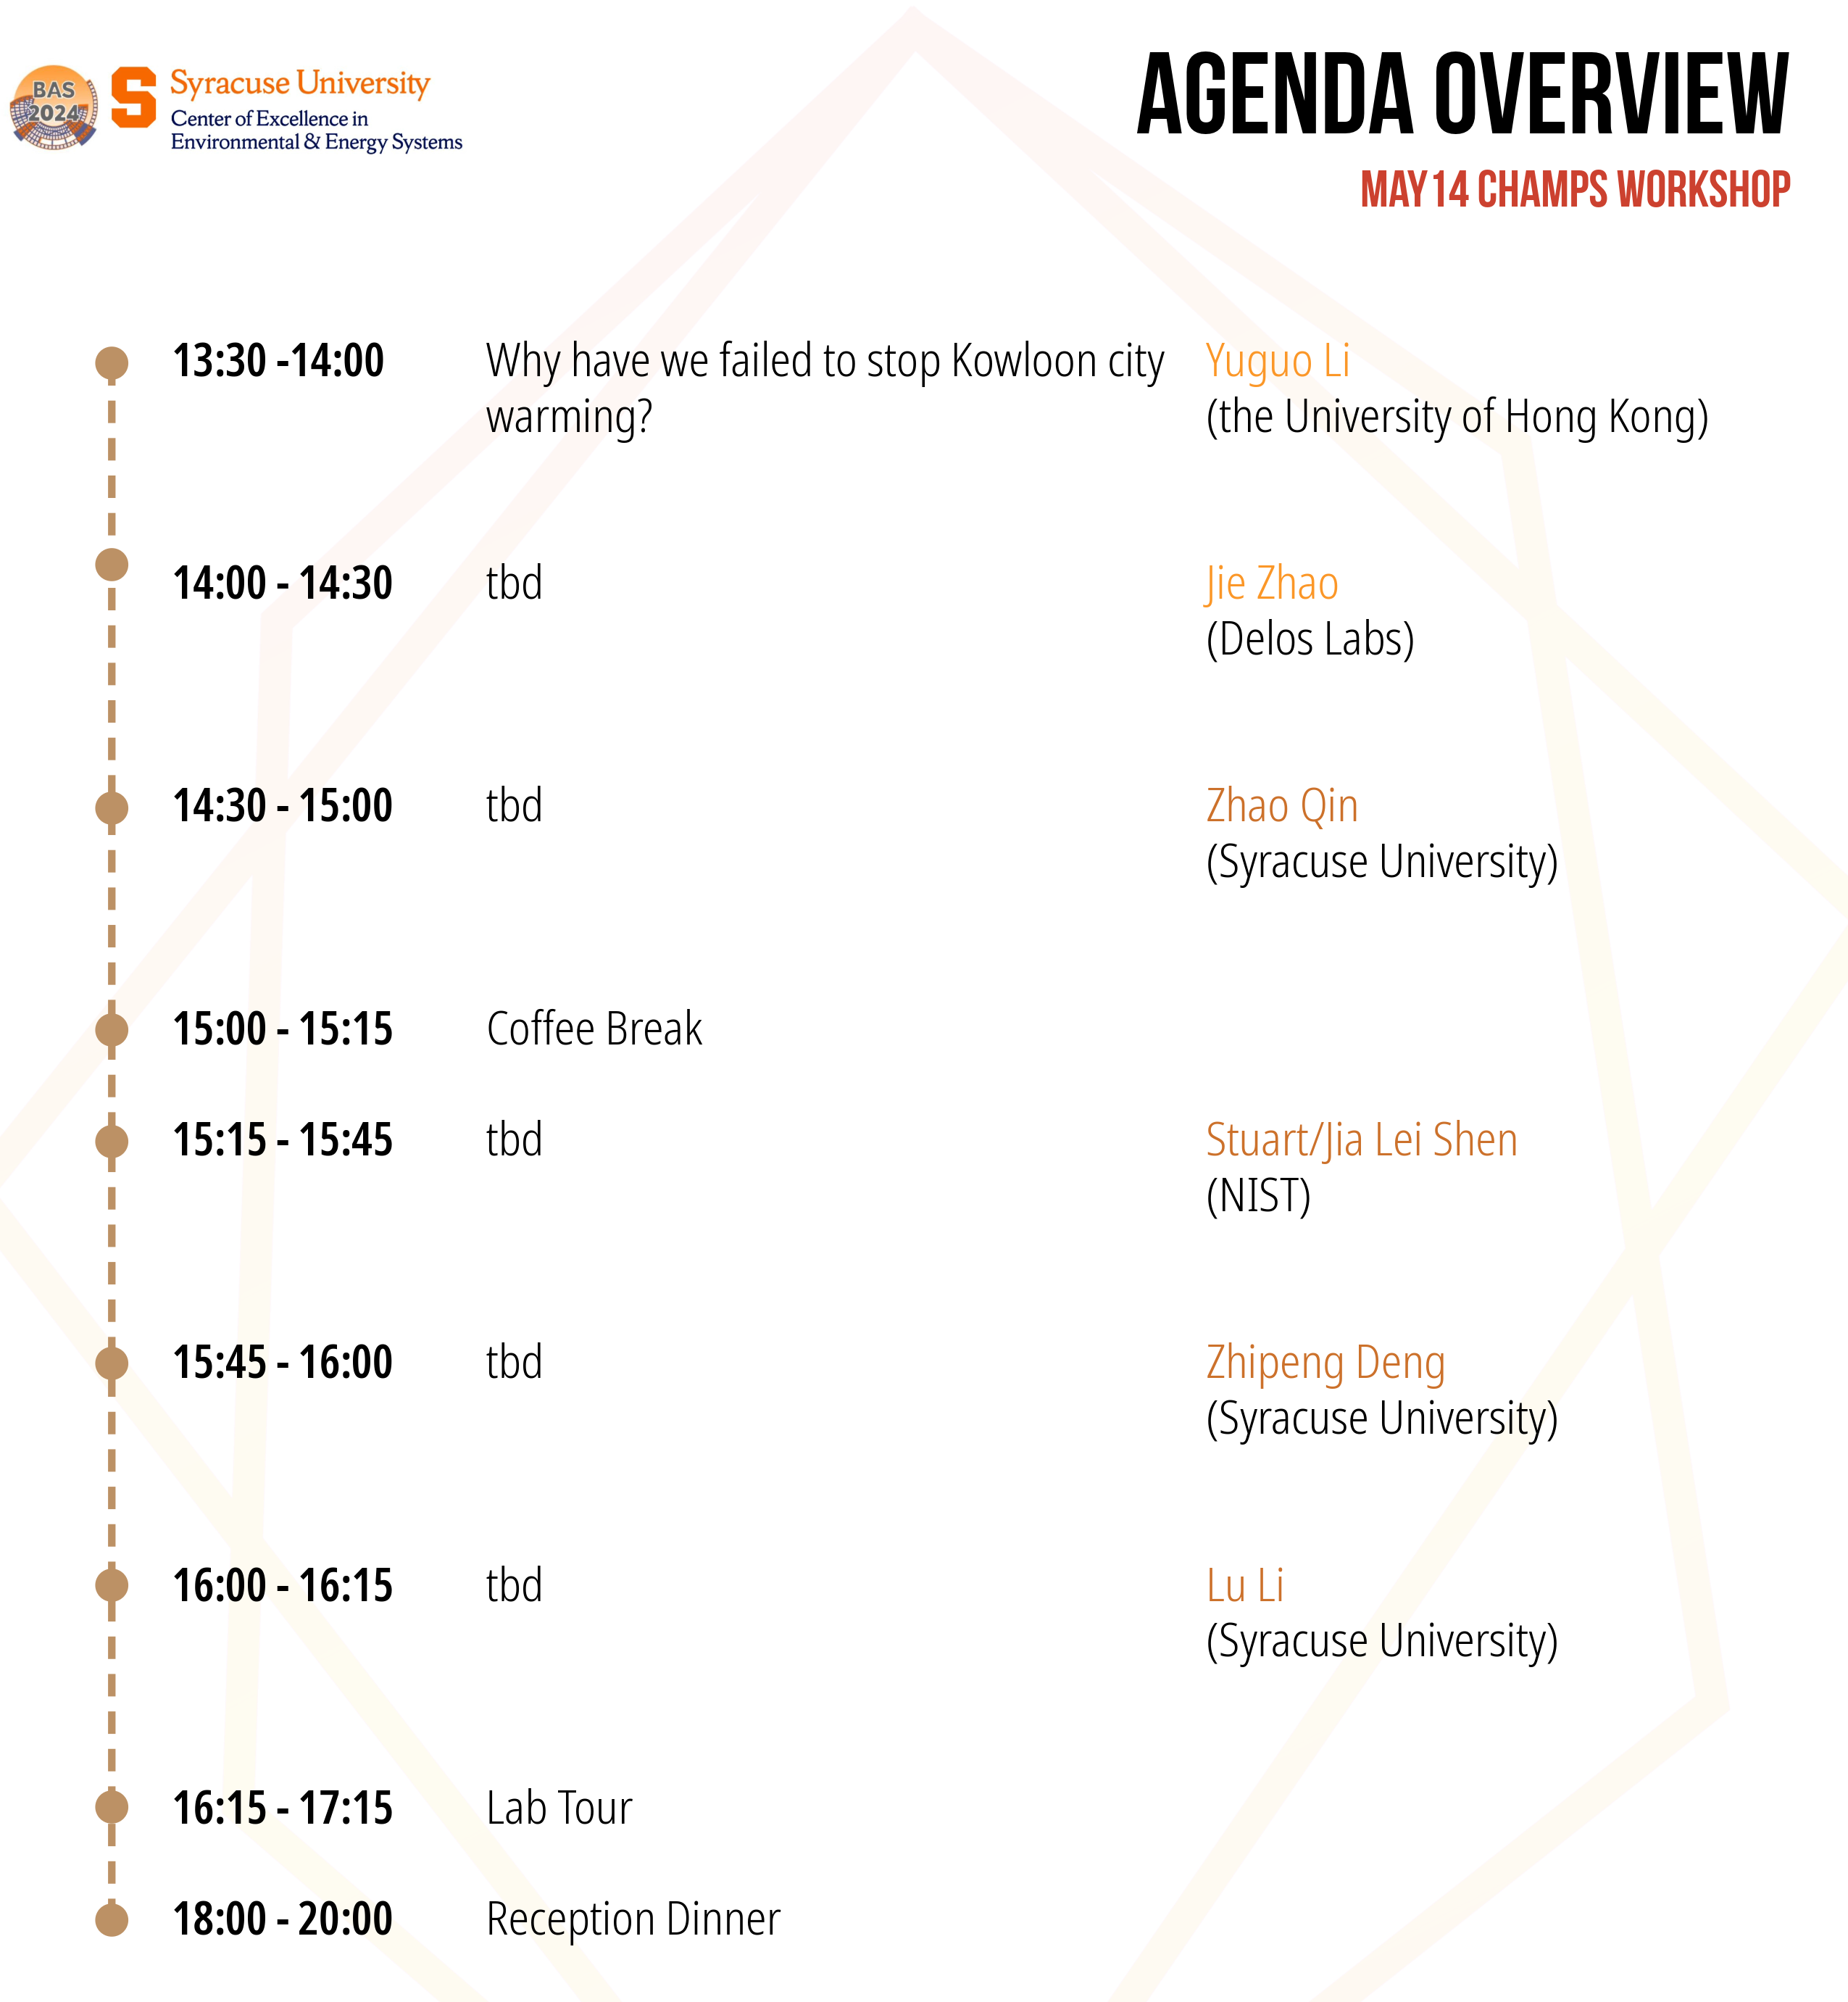 BAS
2024
S
Syracuse University
Center of Excellence in
Environmental & Energy Systems
AGENDA OVERVIEW
MAY 14 CHAMPS WORKSHOP
13:30 -14:00 Why have we failed to stop Kowloon city Yuguo Li
warming? (the University of Hong Kong)
14:00 - 14:30 tbd Jie Zhao
(Delos Labs)
14:30 - 15:00 tbd Zhao Qin
(Syracuse University)
15:00 - 15:15 Coffee Break
15:15 - 15:45 tbd Stuart/Jia Lei Shen
(NIST)
15:45 - 16:00 tbd Zhipeng Deng
(Syracuse University)
16:00 - 16:15 tbd Lu Li
(Syracuse University)
16:15 - 17:15 Lab Tour
18:00 - 20:00 Reception Dinner